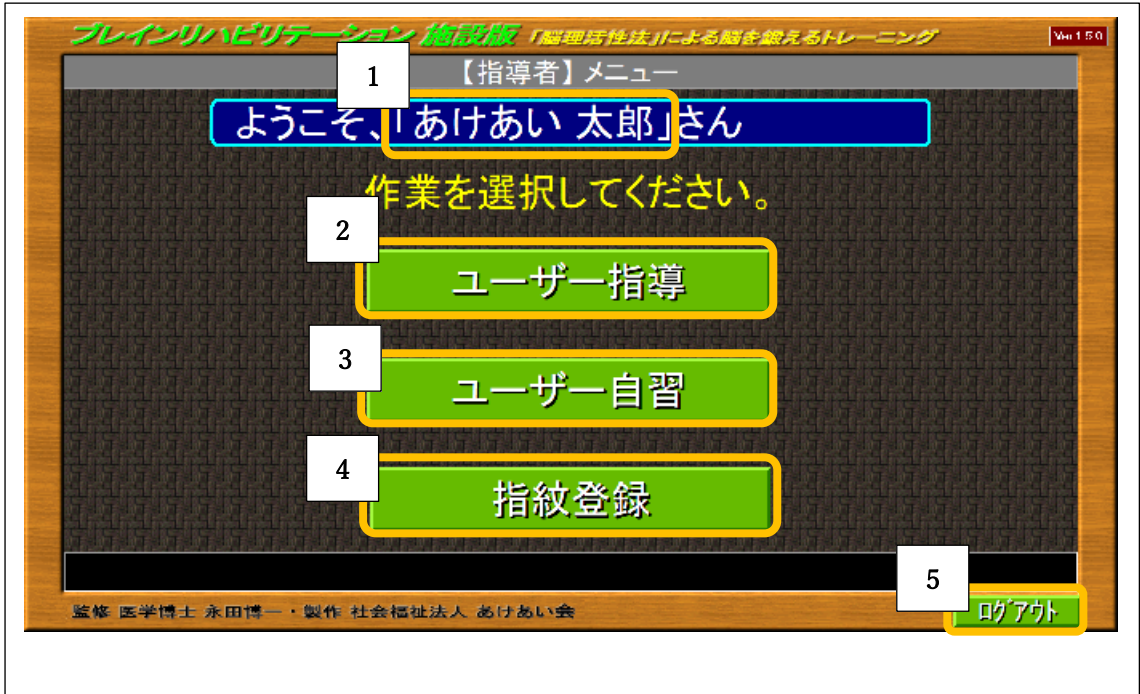 ブレインリハビリテーション 施設版 「脳理活性法」による脳を鍛えるトレーニング
Ver 1.5.0
1
【指導者】メニュー
ようこそ、「あけあい 太郎」さん
作業を選択してください。
2
ユーザー指導
3
ユーザー自習
4
指紋登録
5
監修 医学博士 永田博一・製作 社会福祉法人 あけあい会
ログアウト